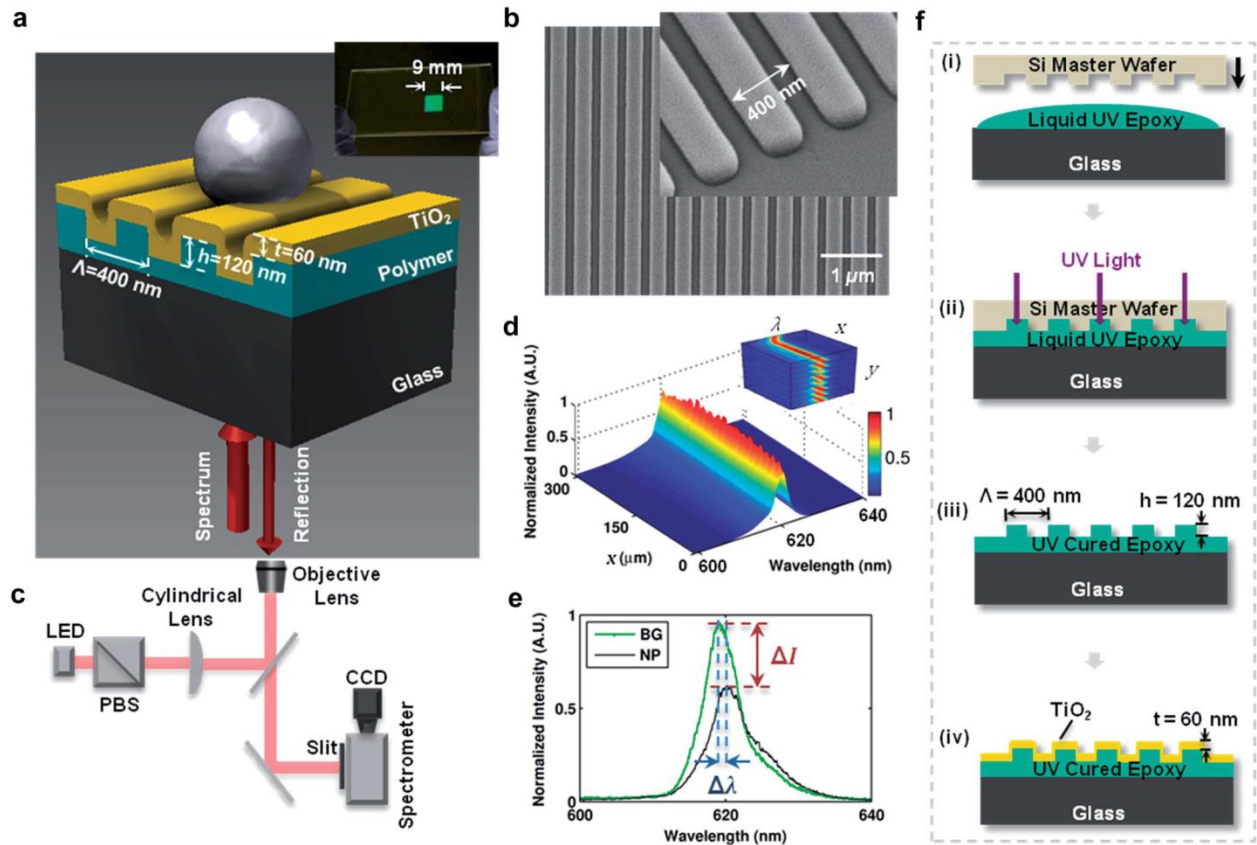 a
9 mm
TiO₂
t=60 nm
h=120 nm
Λ=400 nm
Polymer
Glass
Spectrum
Reflection
b
400 nm
1 μm
c
Objective
Lens
Cylindrical
Lens
LED
PBS
CCD
Slit
Spectrometer
d
Normalized Intensity (A.U.)
1
0.5
0
300
150
0
x (μm)
600
620
640
Wavelength (nm)
λ
x
y
1
0.5
e
Normalized Intensity (A.U.)
1
0.5
0
BG
NP
ΔI
Δλ
600
620
640
Wavelength (nm)
f
(i)
Si Master Wafer
Liquid UV Epoxy
Glass
UV Light
(ii)
Si Master Wafer
Liquid UV Epoxy
Glass
(iii)
Λ = 400 nm
h = 120 nm
UV Cured Epoxy
Glass
(iv)
TiO₂
t = 60 nm
UV Cured Epoxy
Glass